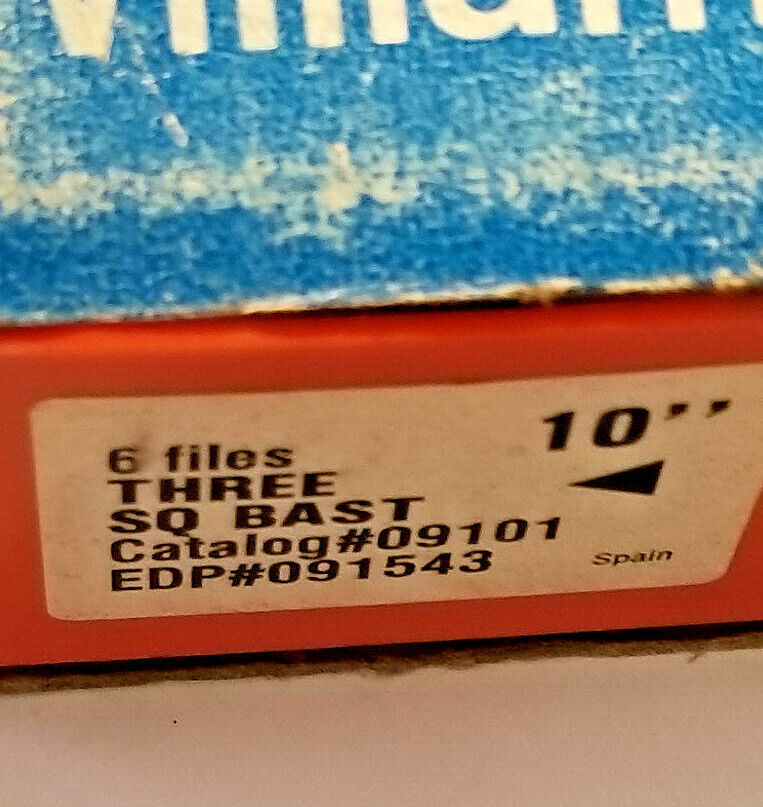 6 files
THREE
SQ BAST
Catalog#09101
EDP#091543
10''
Spain